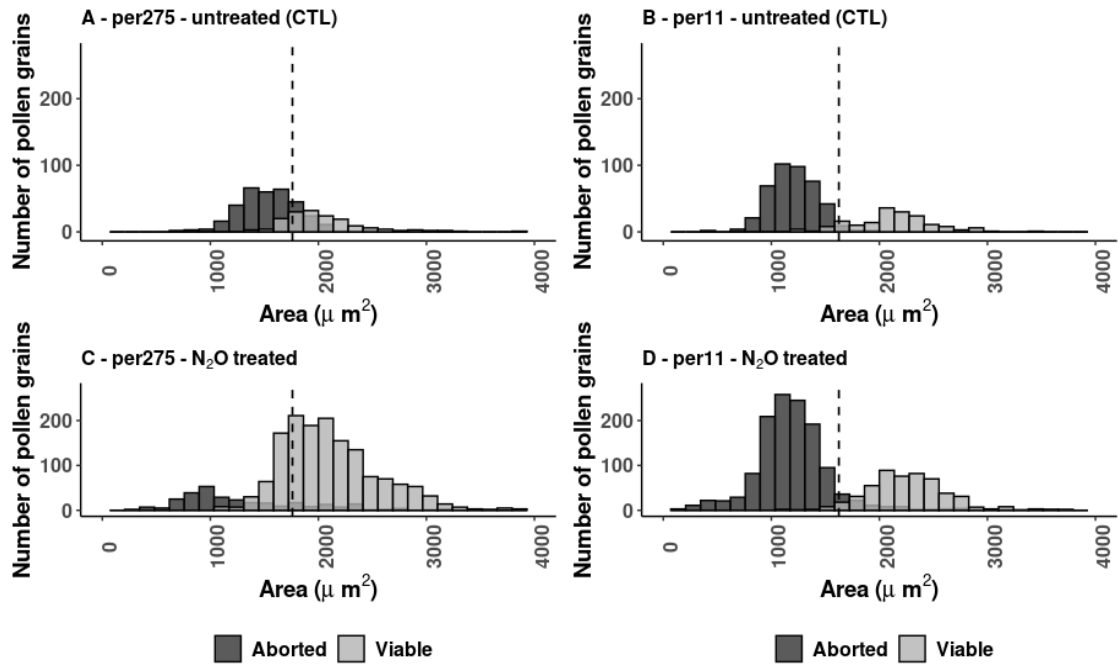 A - per275 - untreated (CTL)
Number of pollen grains
200
100
0
0
1000
2000
3000
4000
Area (μ m²)
B - per11 - untreated (CTL)
Number of pollen grains
200
100
0
0
1000
2000
3000
4000
Area (μ m²)
C - per275 - N₂O treated
Number of pollen grains
200
100
0
0
1000
2000
3000
4000
Area (μ m²)
D - per11 - N₂O treated
Number of pollen grains
200
100
0
0
1000
2000
3000
4000
Area (μ m²)
Aborted Viable
Aborted Viable